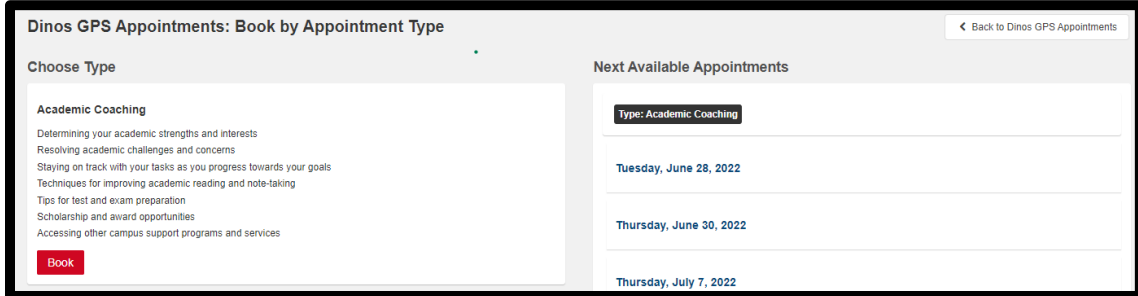 Dinos GPS Appointments: Book by Appointment Type
Back to Dinos GPS Appointments
Choose Type
Academic Coaching
Determining your academic strengths and interests
Resolving academic challenges and concerns
Staying on track with your tasks as you progress towards your goals
Techniques for improving academic reading and note-taking
Tips for test and exam preparation
Scholarship and award opportunities
Accessing other campus support programs and services
Book
Next Available Appointments
Type: Academic Coaching
Tuesday, June 28, 2022
Thursday, June 30, 2022
Thursday, July 7, 2022